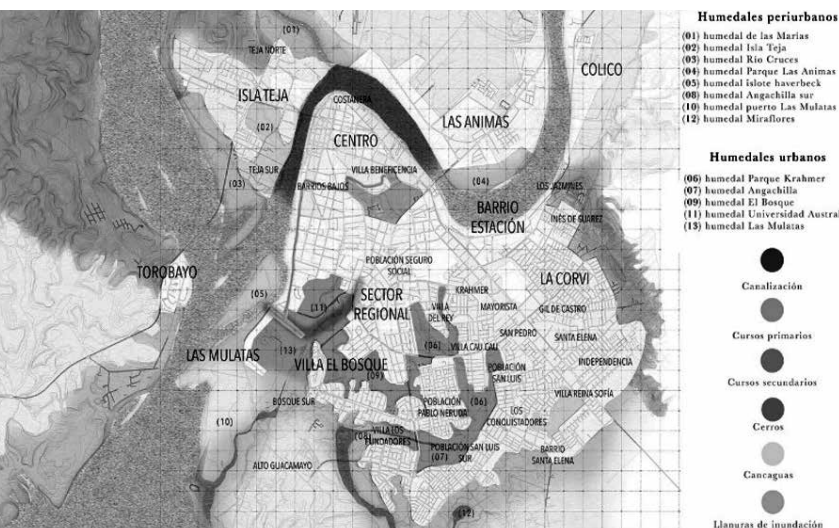 Humedales periurbanos
(01) humedal de las Marias
(02) humedal Isla Teja
(03) humedal Río Cruces
(04) humedal Parque Las Animas
(05) humedal islote haverbeck
(08) humedal Angachilla sur
(10) humedal puerto Las Mulatas
(12) humedal Miraflores
Humedales urbanos
(06) humedal Parque Krahmer
(07) humedal Angachilla
(09) humedal El Bosque
(11) humedal Universidad Austral
(13) humedal Las Mulatas
Canalización
Cursos primarios
Cursos secundarios
Cerros
Cancaguas
Llanuras de inundación
(01)
TEJA NORTE
COLICO
ISLA TEJA
COSTANERA
LAS ANIMAS
(02)
CENTRO
TEJA SUR
VILLA BENEFICENCIA
(03)
BARRIOS BAJOS
(04)
LOS JAZMINES
BARRIO
ESTACIÓN
INÉS DE SUAREZ
POBLACIÓN SEGURO
SOCIAL
TOROBAYO
LA CORVI
(05)
SECTOR
REGIONAL
KRAHMER
(11)
VILLA
DEL REY
MAYORISTA
GIL DE CASTRO
SAN PEDRO
SANTA ELENA
LAS MULATAS
(13)
(06)
VILLA CAU CAU
VILLA EL BOSQUE
INDEPENDENCIA
(09)
POBLACIÓN
SAN LUIS
BOSQUE SUR
POBLACIÓN
PABLO NERUDA
(06)
VILLA REINA SOFÍA
(10)
LOS
CONQUISTADORES
VILLA LOS
FUNDADORES
(08)
POBLACIÓN SAN LUIS
SUR
(07)
BARRIO
SANTA ELENA
ALTO GUACAMAYO
(12)